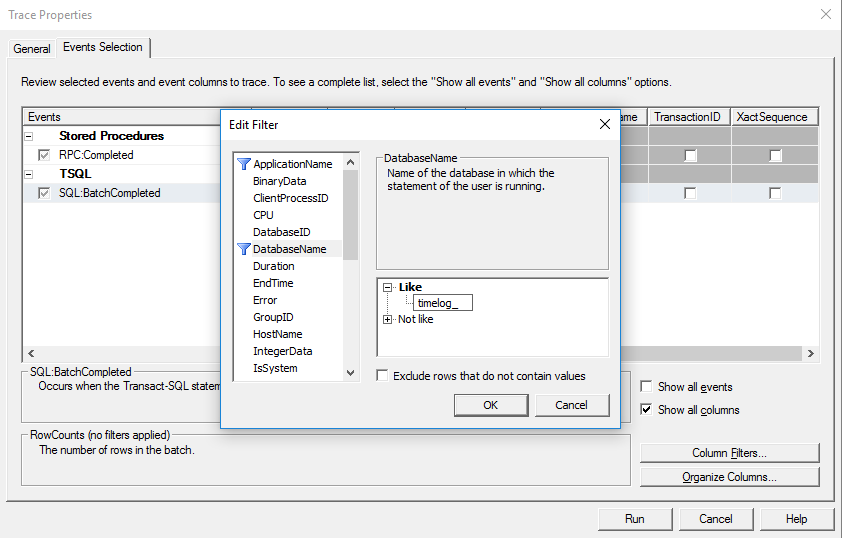 Trace Properties
General
Events Selection
Review selected events and event columns to trace. To see a complete list, select the "Show all events" and "Show all columns" options.
Events
TransactionID
XactSequence
Stored Procedures
RPC:Completed
TSQL
SQL:BatchCompleted
Edit Filter
ApplicationName
BinaryData
ClientProcessID
CPU
DatabaseID
DatabaseName
Duration
EndTime
Error
GroupID
HostName
IntegerData
IsSystem
DatabaseName
Name of the database in which the
statement of the user is running.
Like
timelog_
Not like
Exclude rows that do not contain values
OK
Cancel
SQL:BatchCompleted
Occurs when the Transact-SQL
Show all events
Show all columns
RowCounts (no filters applied)
The number of rows in the batch.
Column Filters...
Organize Columns...
Run
Cancel
Help